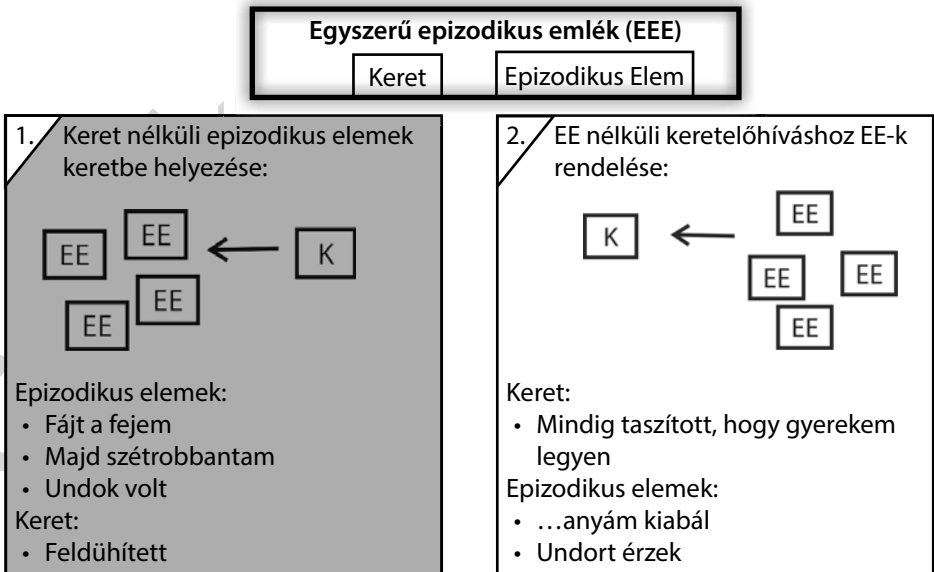 Egyszerű epizodikus emlék (EEE)
Keret
Epizodikus Elem
1. Keret nélküli epizodikus elemek
keretbe helyezése:
EE
EE
EE
EE
K
Epizodikus elemek:
• Fájt a fejem
• Majd szétrobbantam
• Undok volt
Keret:
• Feldühített
2. EE nélküli keretelőhíváshoz EE-k
rendelése:
K
EE
EE
EE
EE
Keret:
• Mindig taszított, hogy gyerekem
legyen
Epizodikus elemek:
• …anyám kiabál
• Undort érzek